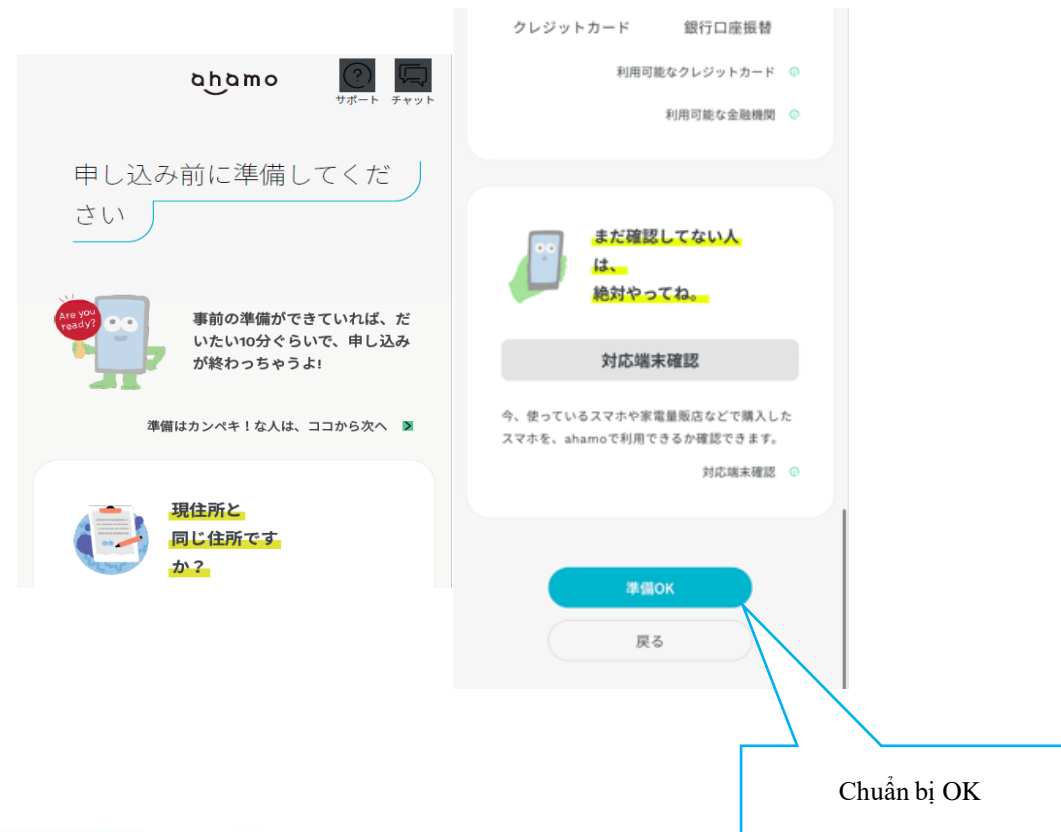 ahamo
サポート
チャット
申し込み前に準備してくだ
さい
Are you
ready?
事前の準備ができていれば、だ
いたい10分ぐらいで、申し込み
が終わっちゃうよ!
準備はカンペキ！な人は、ココから次へ
現住所と
同じ住所です
か？
クレジットカード
銀行口座振替
利用可能なクレジットカード
利用可能な金融機関
まだ確認してない人
は、
絶対やってね。
対応端末確認
今、使っているスマホや家電量販店などで購入した
スマホを、ahamoで利用できるか確認できます。
対応端末確認
準備OK
戻る
Chuẩn bị OK